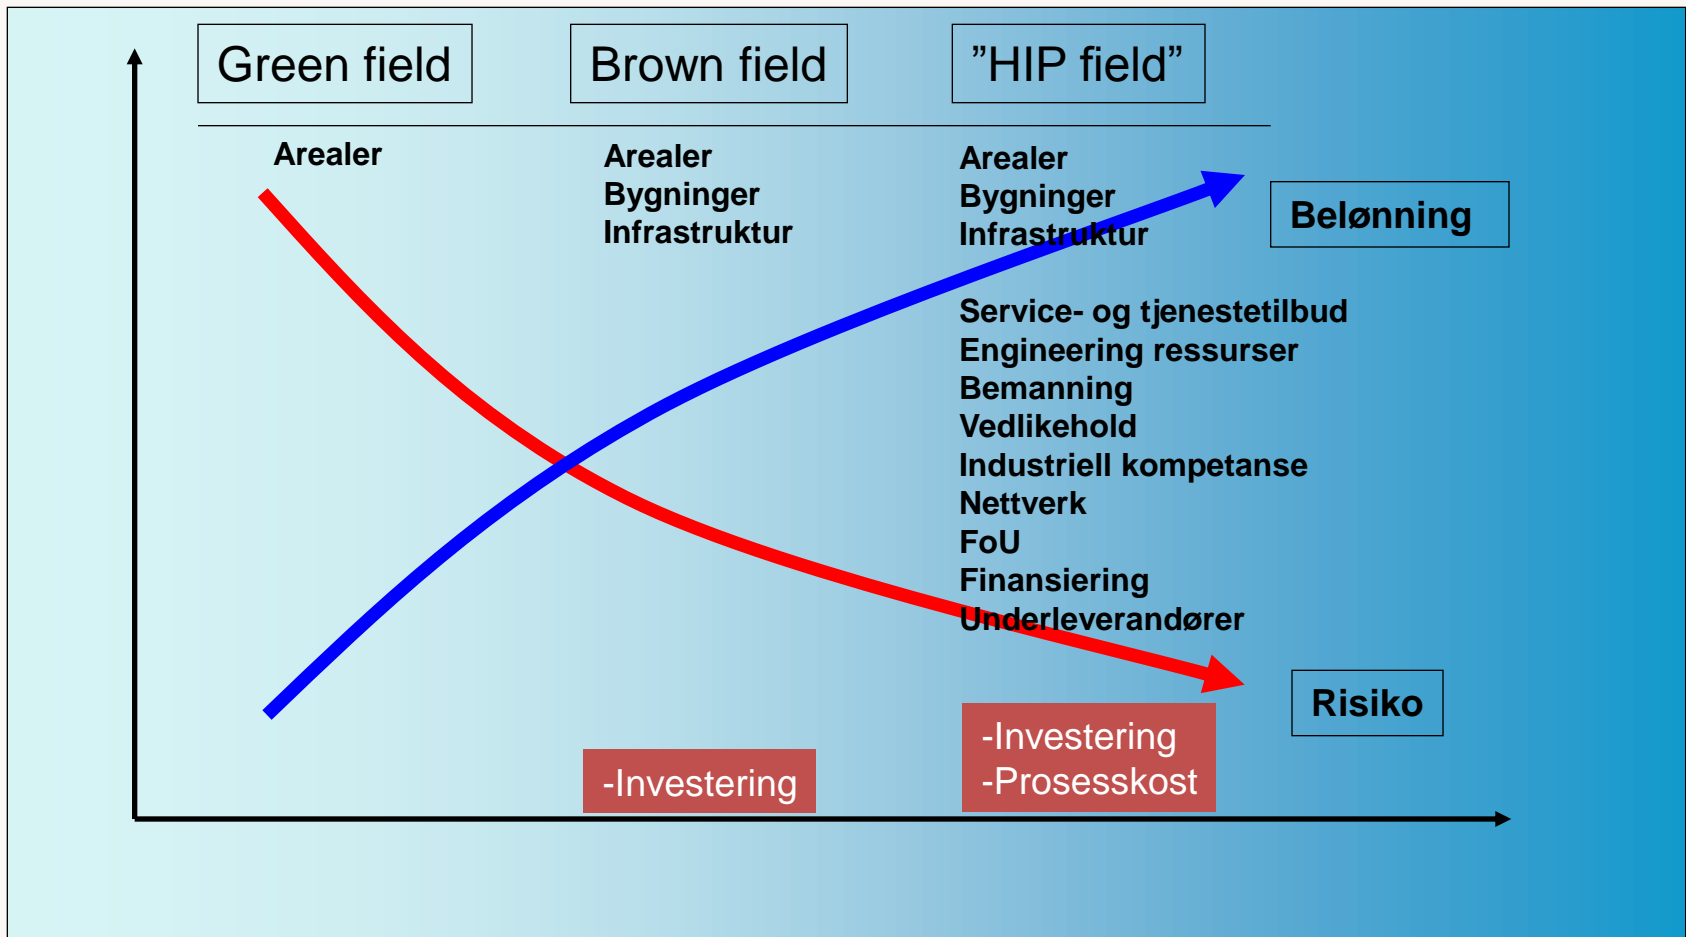 Green field
Brown field
”HIP field”
Arealer
Arealer
Bygninger
Infrastruktur
Arealer
Bygninger
Infrastruktur
Service- og tjenestetilbud
Engineering ressurser
Bemanning
Vedlikehold
Industriell kompetanse
Nettverk
FoU
Finansiering
Underleverandører
Belønning
Risiko
-Investering
-Investering
-Prosesskost